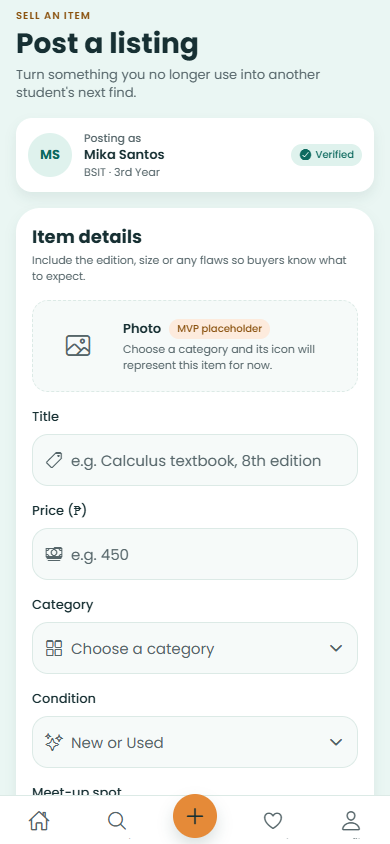 SELL AN ITEM
Post a listing
Turn something you no longer use into another
student's next find.
MS
Posting as
Mika Santos
BSIT · 3rd Year
Verified
Item details
Include the edition, size or any flaws so buyers know what
to expect.
Photo MVP placeholder
Choose a category and its icon will
represent this item for now.
Title
e.g. Calculus textbook, 8th edition
Price (₱)
e.g. 450
Category
Choose a category
Condition
New or Used
Meet-up spot